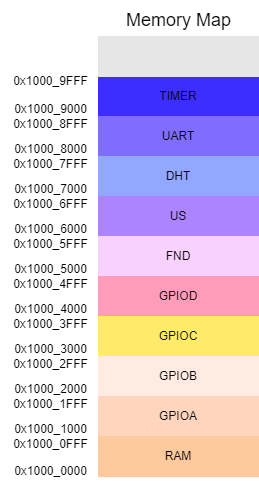 Memory Map
0x1000_9FFF
TIMER
0x1000_9000
0x1000_8FFF
UART
0x1000_8000
0x1000_7FFF
DHT
0x1000_7000
0x1000_6FFF
US
0x1000_6000
0x1000_5FFF
FND
0x1000_5000
0x1000_4FFF
GPIOD
0x1000_4000
0x1000_3FFF
GPIOC
0x1000_3000
0x1000_2FFF
GPIOB
0x1000_2000
0x1000_1FFF
GPIOA
0x1000_1000
0x1000_0FFF
RAM
0x1000_0000